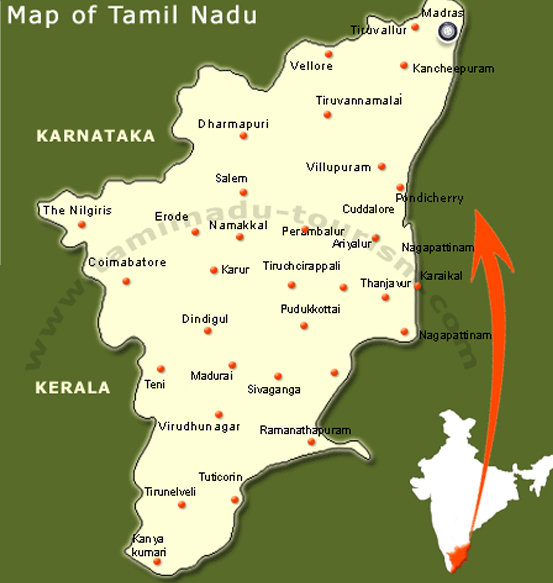 Map of Tamil Nadu
Madras
Tiruvallur
Vellore
Kancheepuram
Tiruvannamalai
Dharmapuri
KARNATAKA
Villupuram
Salem
Pondicherry
The Nilgiris
Erode
Cuddalore
Namakkal
Perambalur
Ariyalur
Nagapattinam
Coimbatore
Karur
Tiruchcirappali
Karaikal
Thanjavur
Pudukkottai
Dindigul
Nagapattinam
www.tamilnadu-tourism.com
KERALA
Teni
Madurai
Sivaganga
Virudhunagar
Ramanathapuram
Tuticorin
Tirunelveli
Kanya
kumari